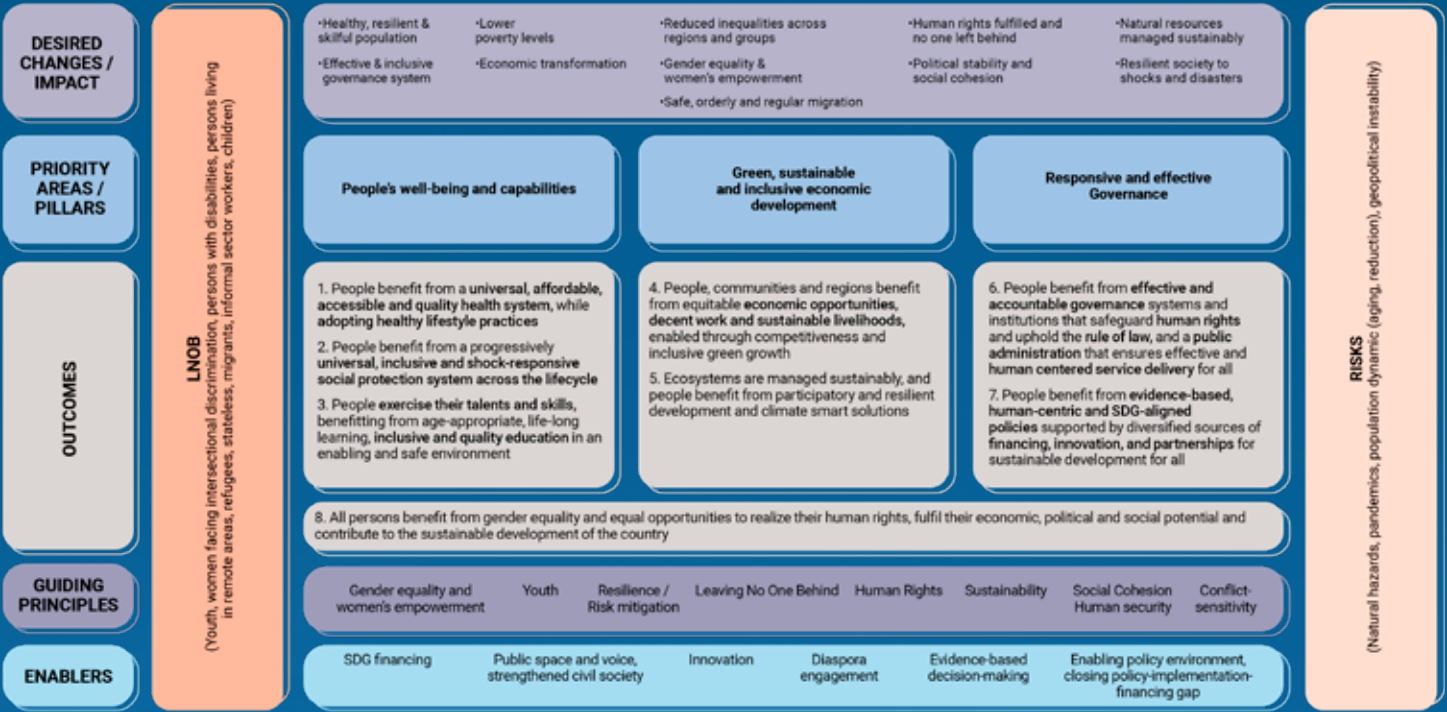 DESIRED
CHANGES /
IMPACT
•Healthy, resilient &
skilful population
•Effective & inclusive
governance system
•Lower
poverty levels
•Economic transformation
•Reduced inequalities across
regions and groups
•Gender equality &
women's empowerment
•Safe, orderly and regular migration
•Human rights fulfilled and
no one left behind
•Political stability and
social cohesion
•Natural resources
managed sustainably
•Resilient society to
shocks and disasters
LNOB
(Youth, women facing intersectional discrimination, persons with disabilities, persons living
in remote areas, refugees, stateless, migrants, informal sector workers, children)
PRIORITY
AREAS /
PILLARS
People's well-being and capabilities
Green, sustainable
and inclusive economic
development
Responsive and effective
Governance
OUTCOMES
1. People benefit from a universal, affordable,
accessible and quality health system, while
adopting healthy lifestyle practices
2. People benefit from a progressively
universal, inclusive and shock-responsive
social protection system across the lifecycle
3. People exercise their talents and skills,
benefitting from age-appropriate, life-long
learning, inclusive and quality education in an
enabling and safe environment
4. People, communities and regions benefit
from equitable economic opportunities,
decent work and sustainable livelihoods,
enabled through competitiveness and
inclusive green growth
5. Ecosystems are managed sustainably, and
people benefit from participatory and resilient
development and climate smart solutions
6. People benefit from effective and
accountable governance systems and
institutions that safeguard human rights
and uphold the rule of law, and a public
administration that ensures effective and
human centered service delivery for all
7. People benefit from evidence-based,
human-centric and SDG-aligned
policies supported by diversified sources of
financing, innovation, and partnerships for
sustainable development for all
8. All persons benefit from gender equality and equal opportunities to realize their human rights, fulfil their economic, political and social potential and
contribute to the sustainable development of the country
GUIDING
PRINCIPLES
Gender equality and
women's empowerment
Youth
Resilience /
Risk mitigation
Leaving No One Behind
Human Rights
Sustainability
Social Cohesion
Human security
Conflict-
sensitivity
ENABLERS
SDG financing
Public space and voice,
strengthened civil society
Innovation
Diaspora
engagement
Evidence-based
decision-making
Enabling policy environment,
closing policy-implementation-
financing gap
RISKS
(Natural hazards, pandemics, population dynamic (aging, reduction), geopolitical instability)